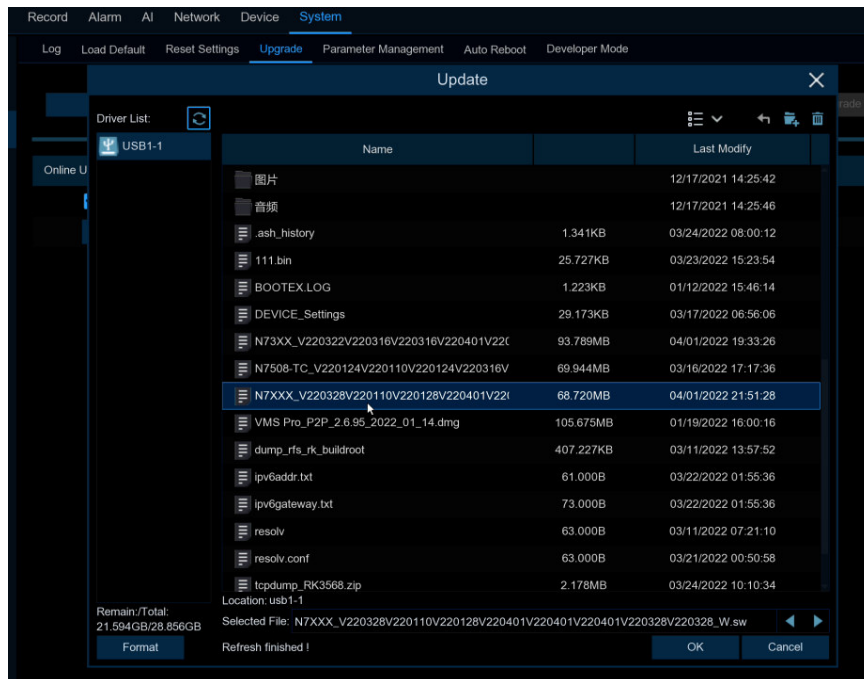 Record Alarm AI Network Device System
Log Load Default Reset Settings Upgrade Parameter Management Auto Reboot Developer Mode
Update
rade
Driver List:
USB1-1
Name Last Modify
Online U
图片 12/17/2021 14:25:42
音频 12/17/2021 14:25:46
.ash_history 1.341KB 03/24/2022 08:00:12
111.bin 25.727KB 03/23/2022 15:23:54
BOOTEX.LOG 1.223KB 01/12/2022 15:46:14
DEVICE_Settings 29.173KB 03/17/2022 06:56:06
N73XX_V220322V220316V220316V220401V22( 93.789MB 04/01/2022 19:33:26
N7508-TC_V220124V220110V220124V220316V 69.944MB 03/16/2022 17:17:36
N7XXX_V220328V220110V220128V220401V22( 68.720MB 04/01/2022 21:51:28
VMS Pro_P2P_2.6.95_2022_01_14.dmg 105.675MB 01/19/2022 16:00:16
dump_rfs_rk_buildroot 407.227KB 03/11/2022 13:57:52
ipv6addr.txt 61.000B 03/22/2022 01:55:36
ipv6gateway.txt 73.000B 03/22/2022 01:55:36
resolv 63.000B 03/11/2022 07:21:10
resolv.conf 63.000B 03/21/2022 00:50:58
tcpdump_RK3568.zip 2.178MB 03/24/2022 10:10:34
Location: usb1-1
Remain:/Total:
21.594GB/28.856GB
Selected File: N7XXX_V220328V220110V220128V220401V220401V220401V220328V220328_W.sw
Format Refresh finished ! OK Cancel